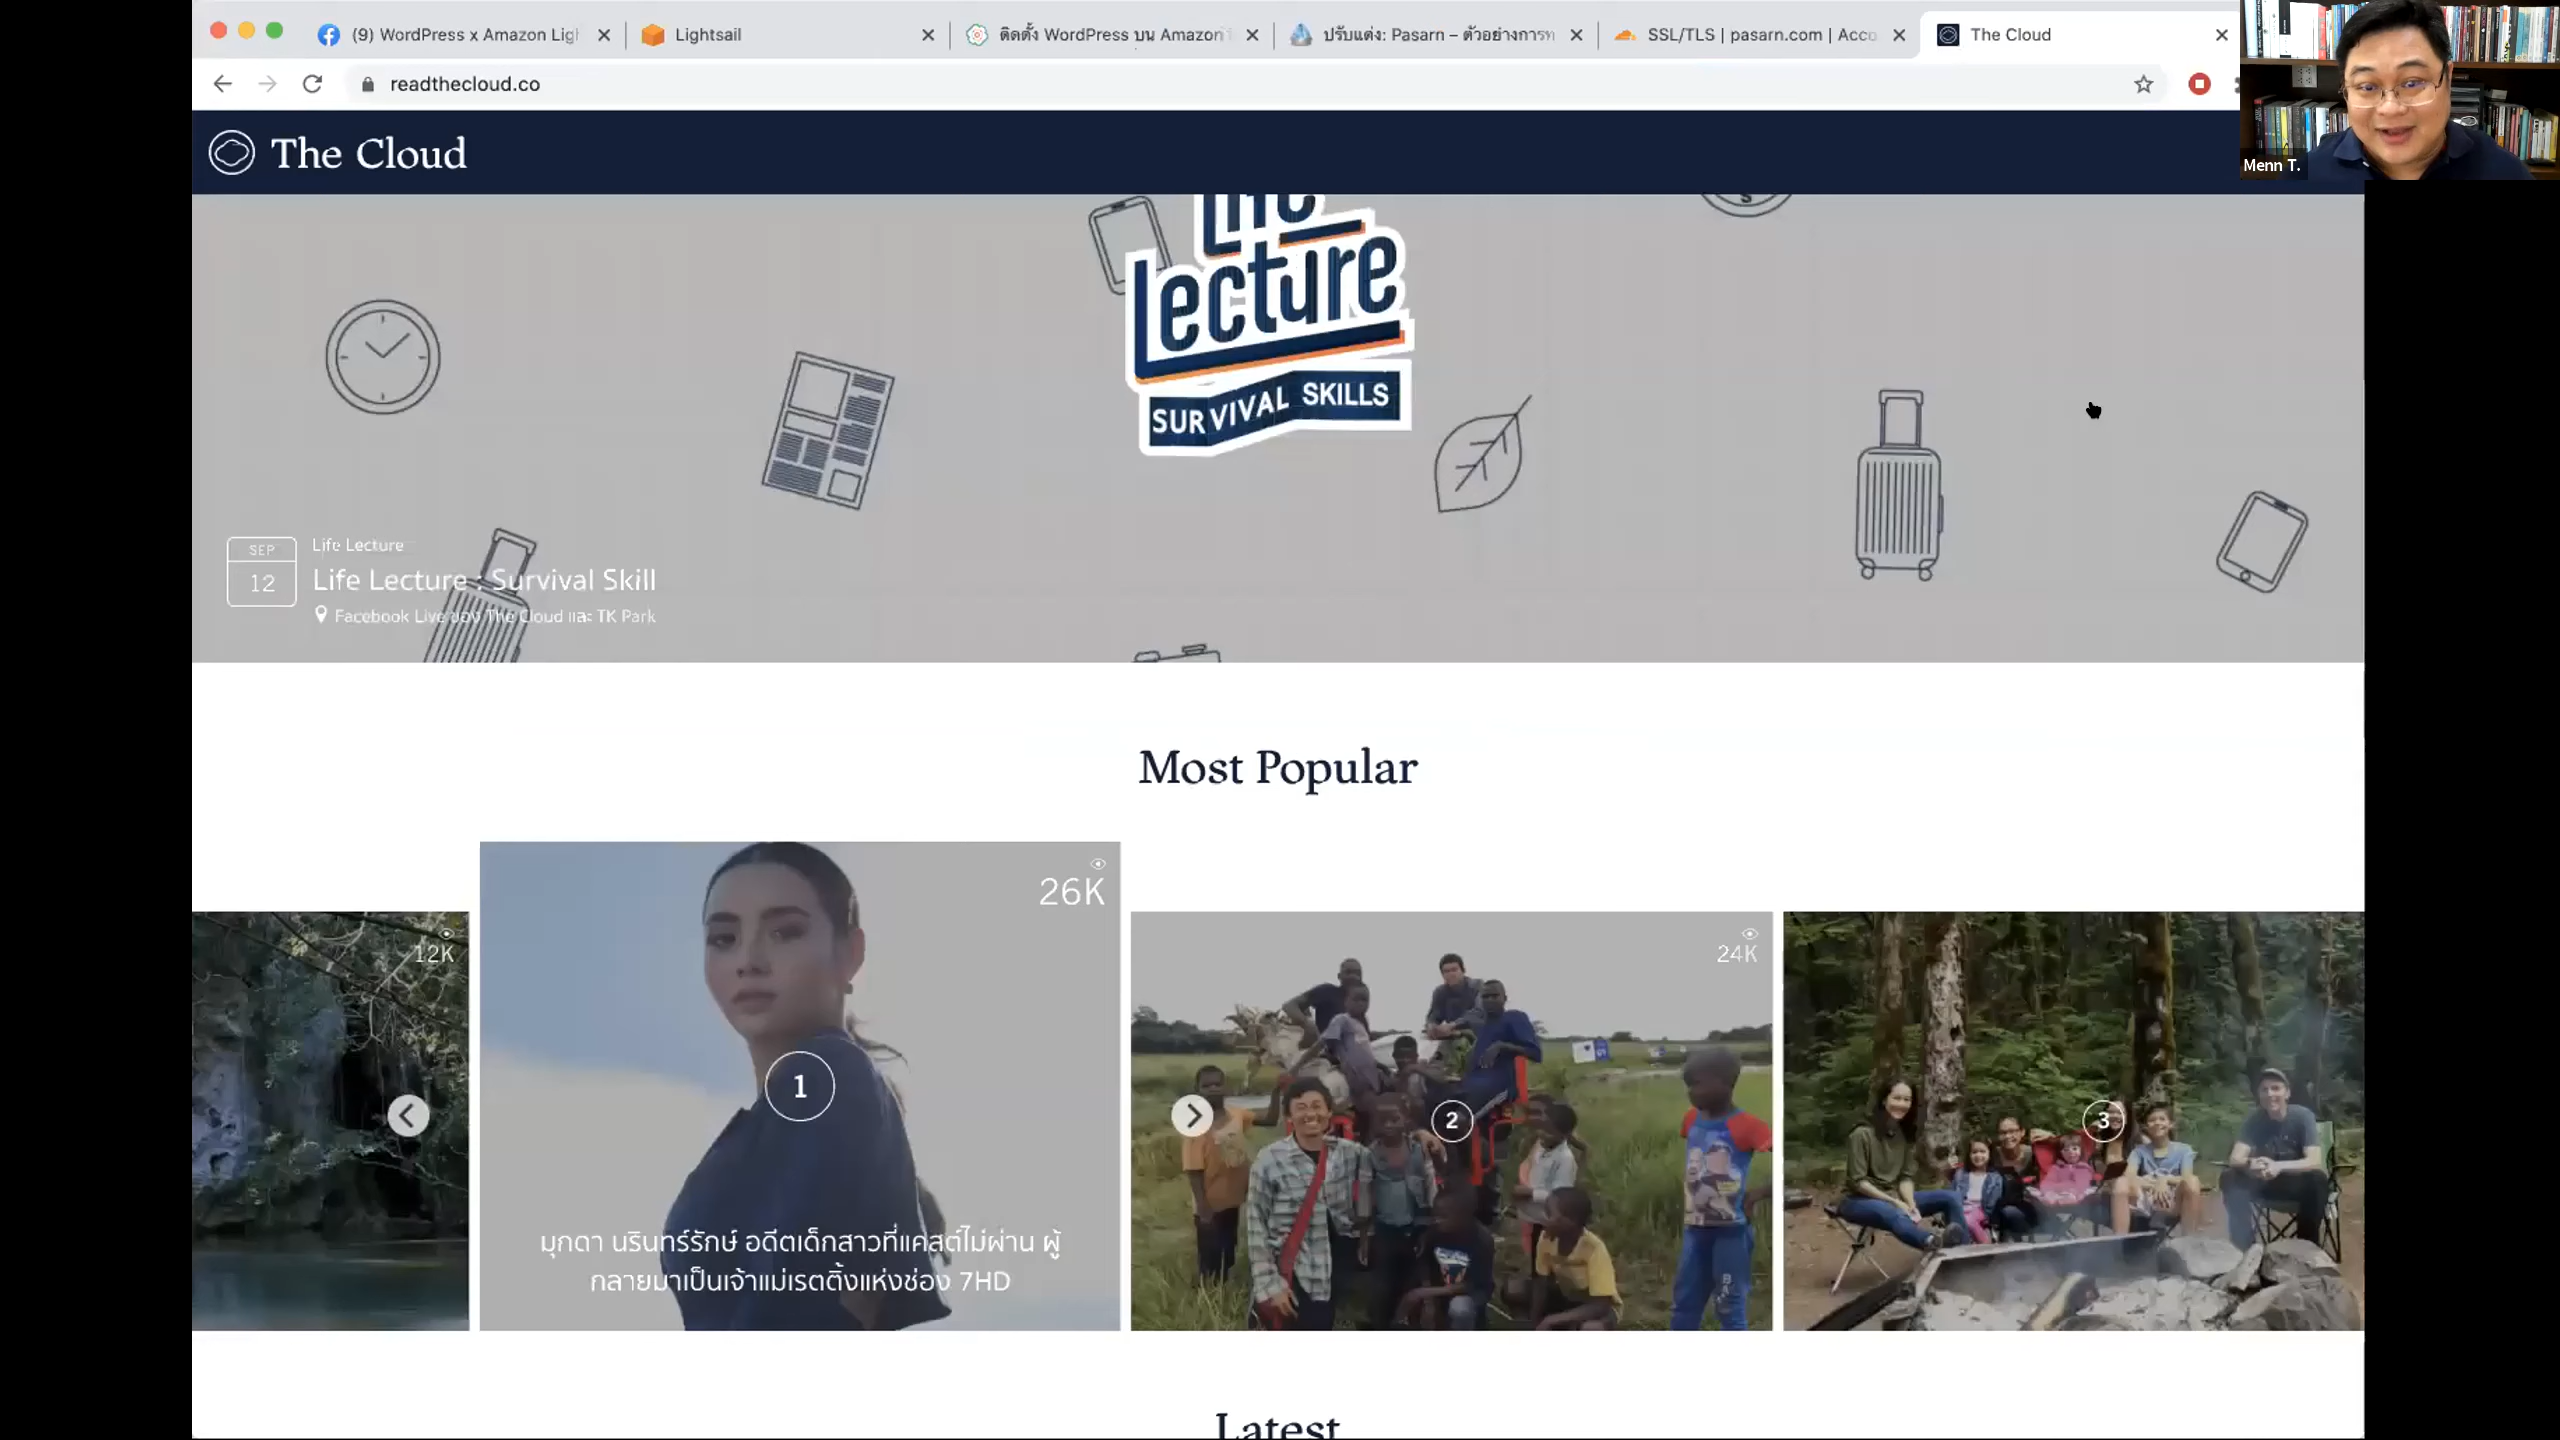 (9) WordPress x Amazon Ligh
Lightsail
ติดตั้ง WordPress บน Amazon
ปรับแต่ง: Pasarn – ตัวอย่างการท
SSL/TLS | pasarn.com | Acco
The Cloud
readthecloud.co
Menn T.
The Cloud
Life
Lecture
SURVIVAL SKILLS
SEP
12
Life Lecture
Life Lecture : Survival Skill
Facebook Live ของ The Cloud และ TK Park
Most Popular
12K
26K
24K
1
2
3
มุกดา นรินทร์รักษ์ อดีตเด็กสาวที่แคสต์ไม่ผ่าน ผู้
กลายมาเป็นเจ้าแม่เรตติ้งแห่งช่อง 7HD
Latest